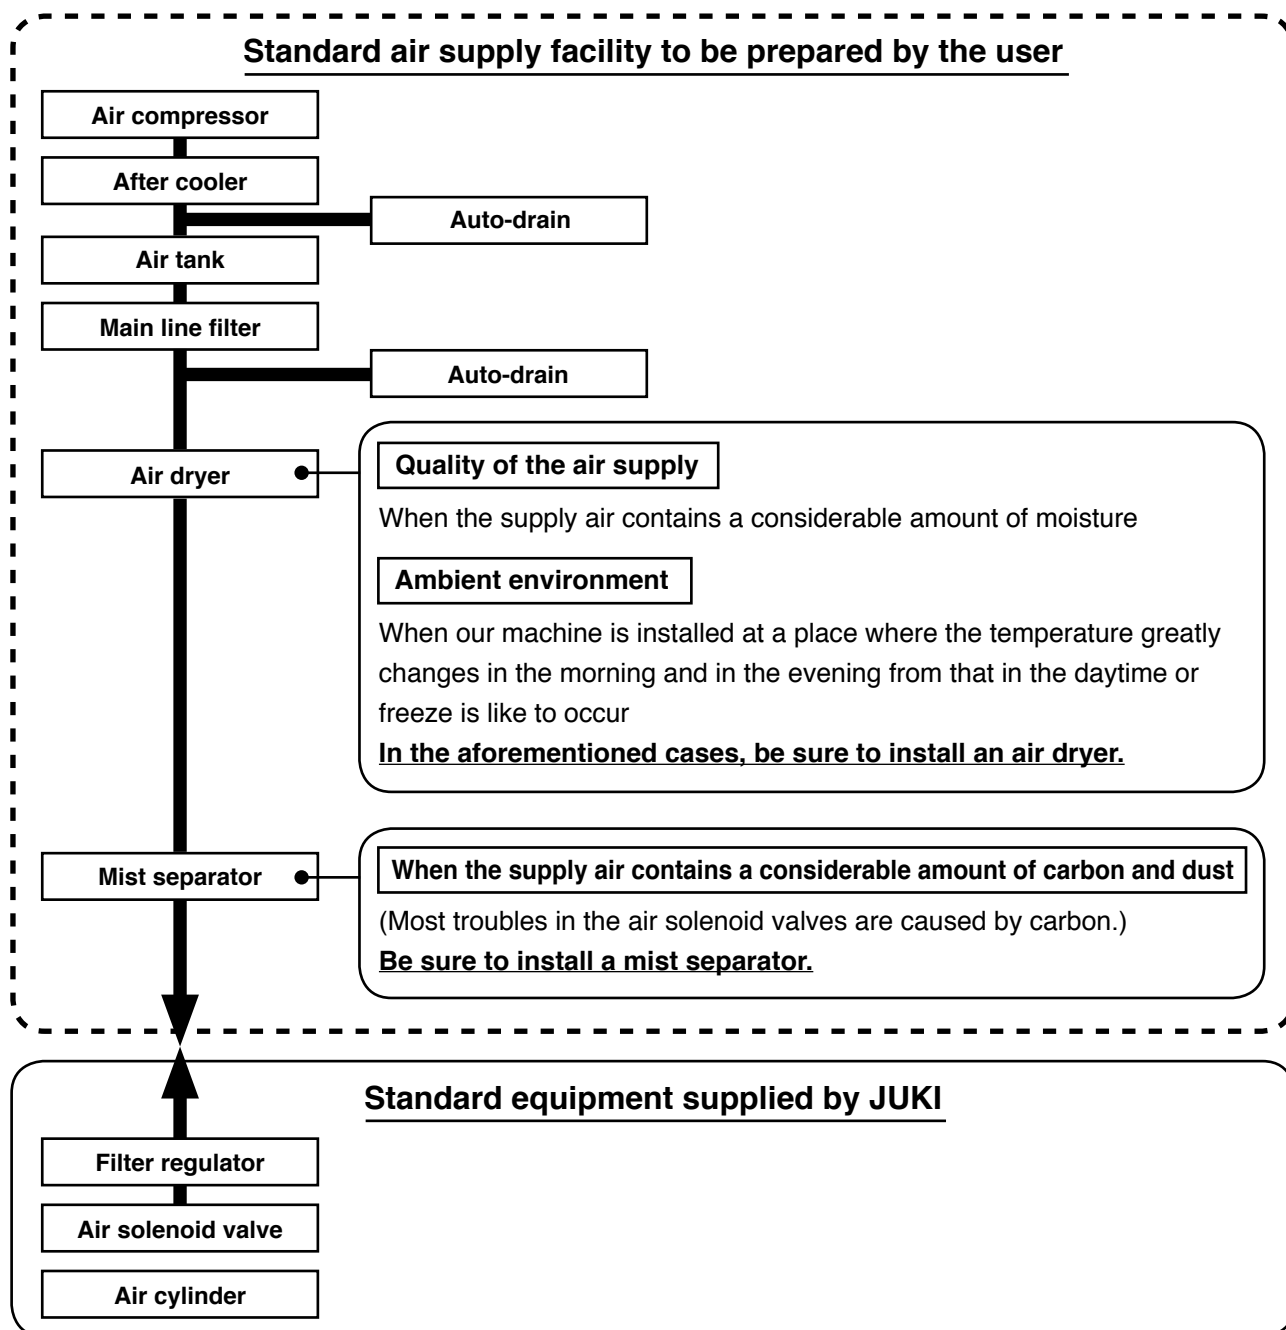 Standard air supply facility to be prepared by the user
Air compressor
After cooler
Auto-drain
Air tank
Main line filter
Auto-drain
Air dryer
Quality of the air supply
When the supply air contains a considerable amount of moisture
Ambient environment
When our machine is installed at a place where the temperature greatly
changes in the morning and in the evening from that in the daytime or
freeze is like to occur
In the aforementioned cases, be sure to install an air dryer.
Mist separator
When the supply air contains a considerable amount of carbon and dust
(Most troubles in the air solenoid valves are caused by carbon.)
Be sure to install a mist separator.
Standard equipment supplied by JUKI
Filter regulator
Air solenoid valve
Air cylinder